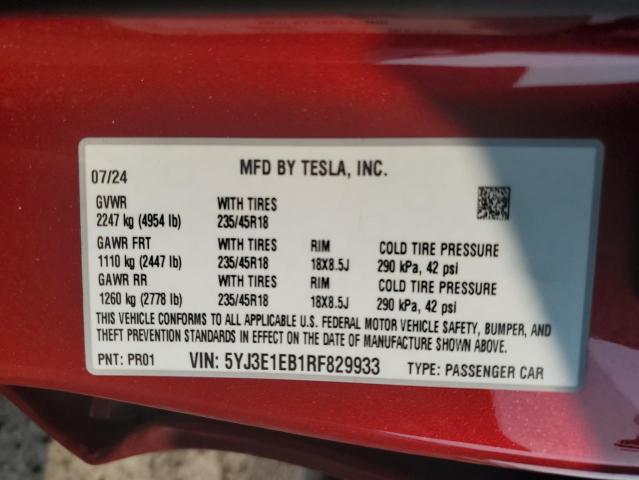 MFD BY TESLA, INC.
07/24
GVWR WITH TIRES
2247 kg (4954 lb) 235/45R18
GAWR FRT WITH TIRES RIM COLD TIRE PRESSURE
1110 kg (2447 lb) 235/45R18 18X8.5J 290 kPa, 42 psi
GAWR RR WITH TIRES RIM COLD TIRE PRESSURE
1260 kg (2778 lb) 235/45R18 18X8.5J 290 kPa, 42 psi
THIS VEHICLE CONFORMS TO ALL APPLICABLE U.S. FEDERAL MOTOR VEHICLE SAFETY, BUMPER, AND
THEFT PREVENTION STANDARDS IN EFFECT ON THE DATE OF MANUFACTURE SHOWN ABOVE.
PNT: PR01 VIN: 5YJ3E1EB1RF829933 TYPE: PASSENGER CAR